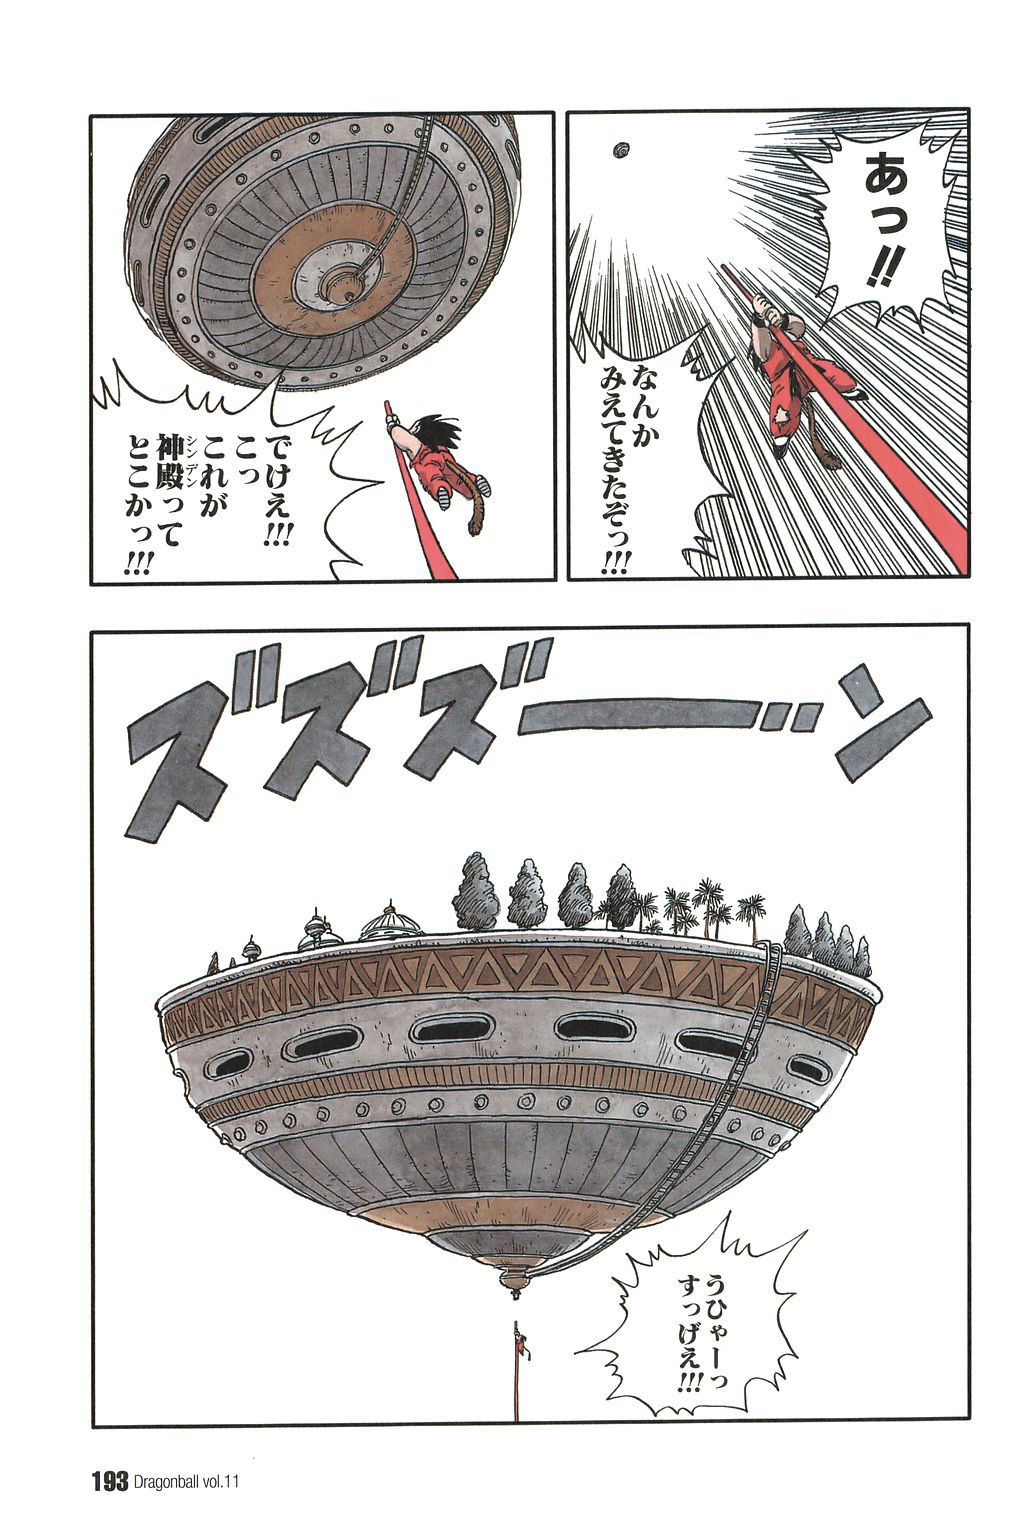 あっ!!
なんか
みえてきたぞっ!!!
でけえ!!!
こっ
これが
神殿って
シンデン
とこかっ!!!
ズズズーーン
うひゃーっ
すっげえ!!!
193 Dragonball vol.11